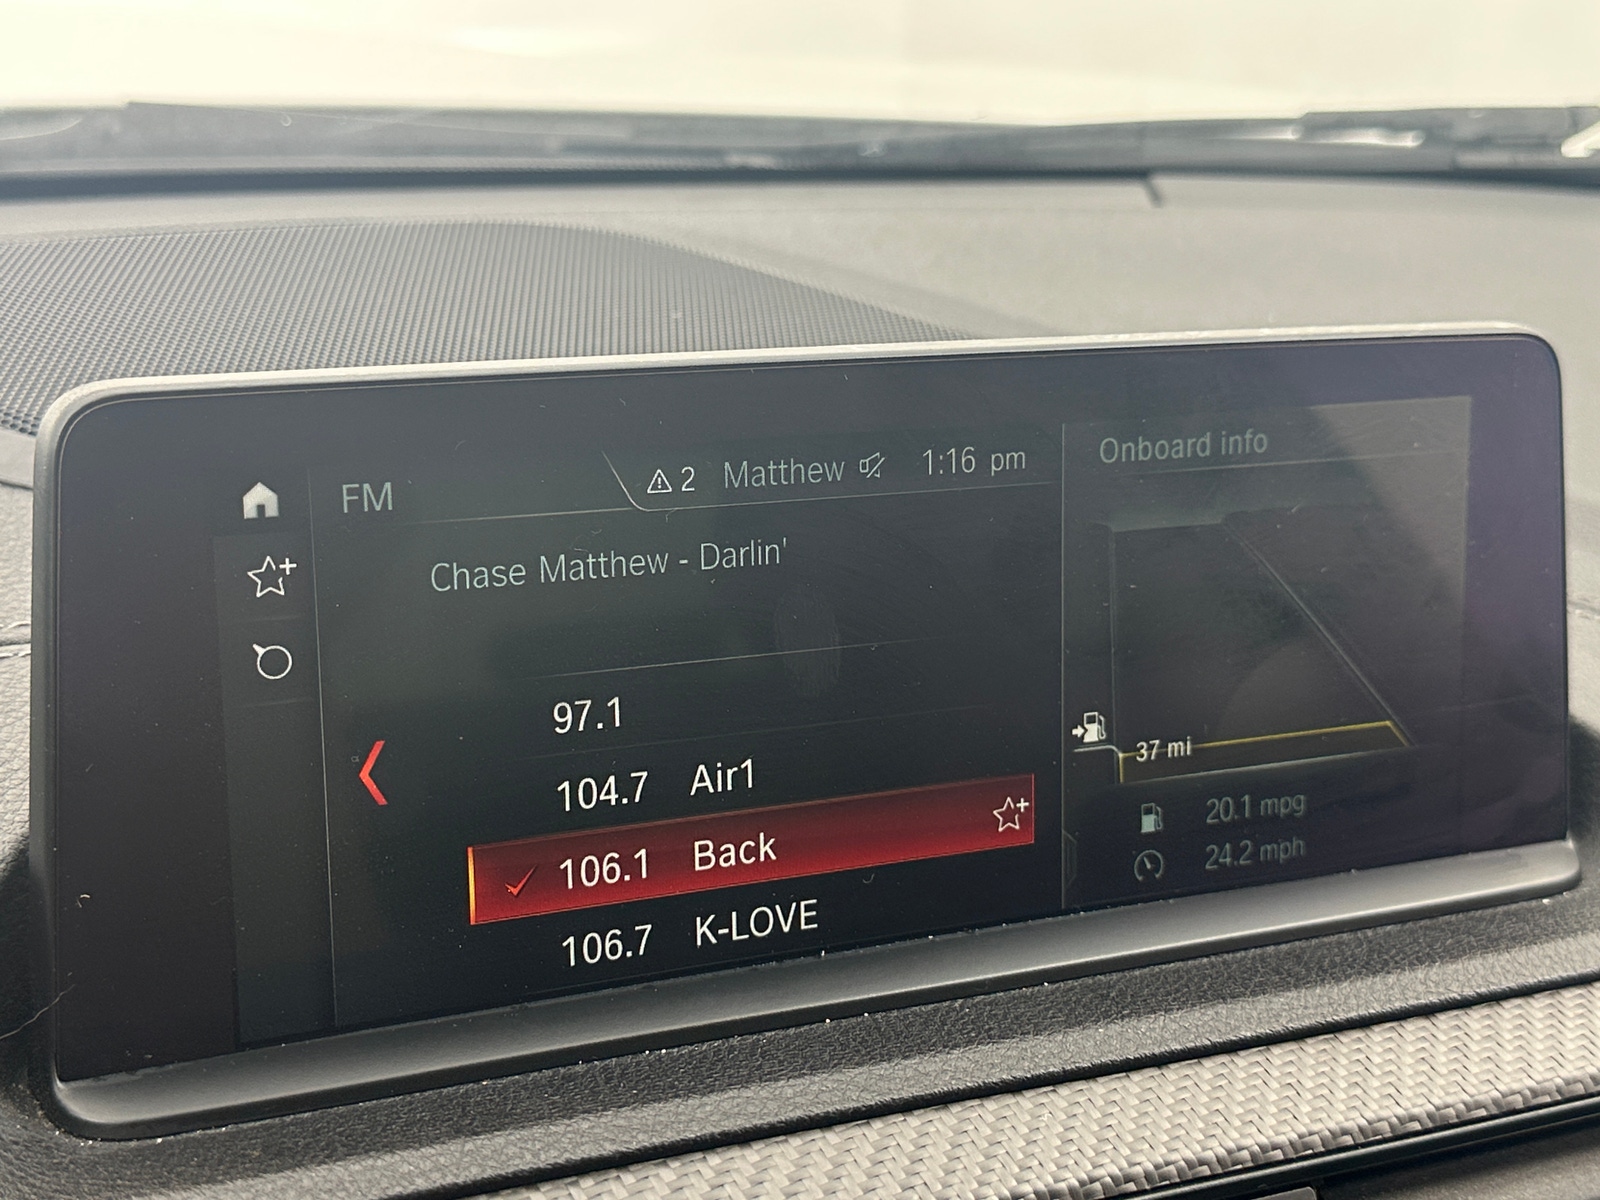 FM
2 Matthew 1:16 pm
Onboard info
Chase Matthew - Darlin'
97.1
104.7 Air1
106.1 Back
106.7 K-LOVE
37 mi
20.1 mpg
24.2 mph